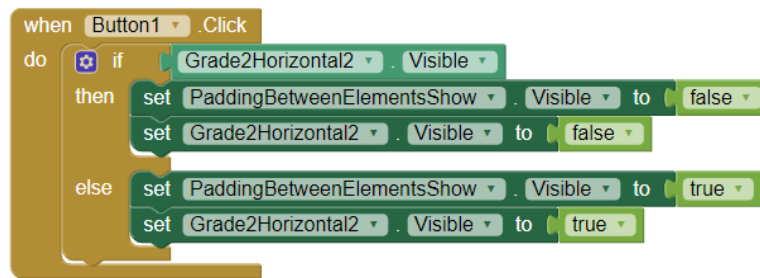 when Button1 .Click
do if Grade2Horizontal2 . Visible
then set PaddingBetweenElementsShow . Visible to false
set Grade2Horizontal2 . Visible to false
else set PaddingBetweenElementsShow . Visible to true
set Grade2Horizontal2 . Visible to true